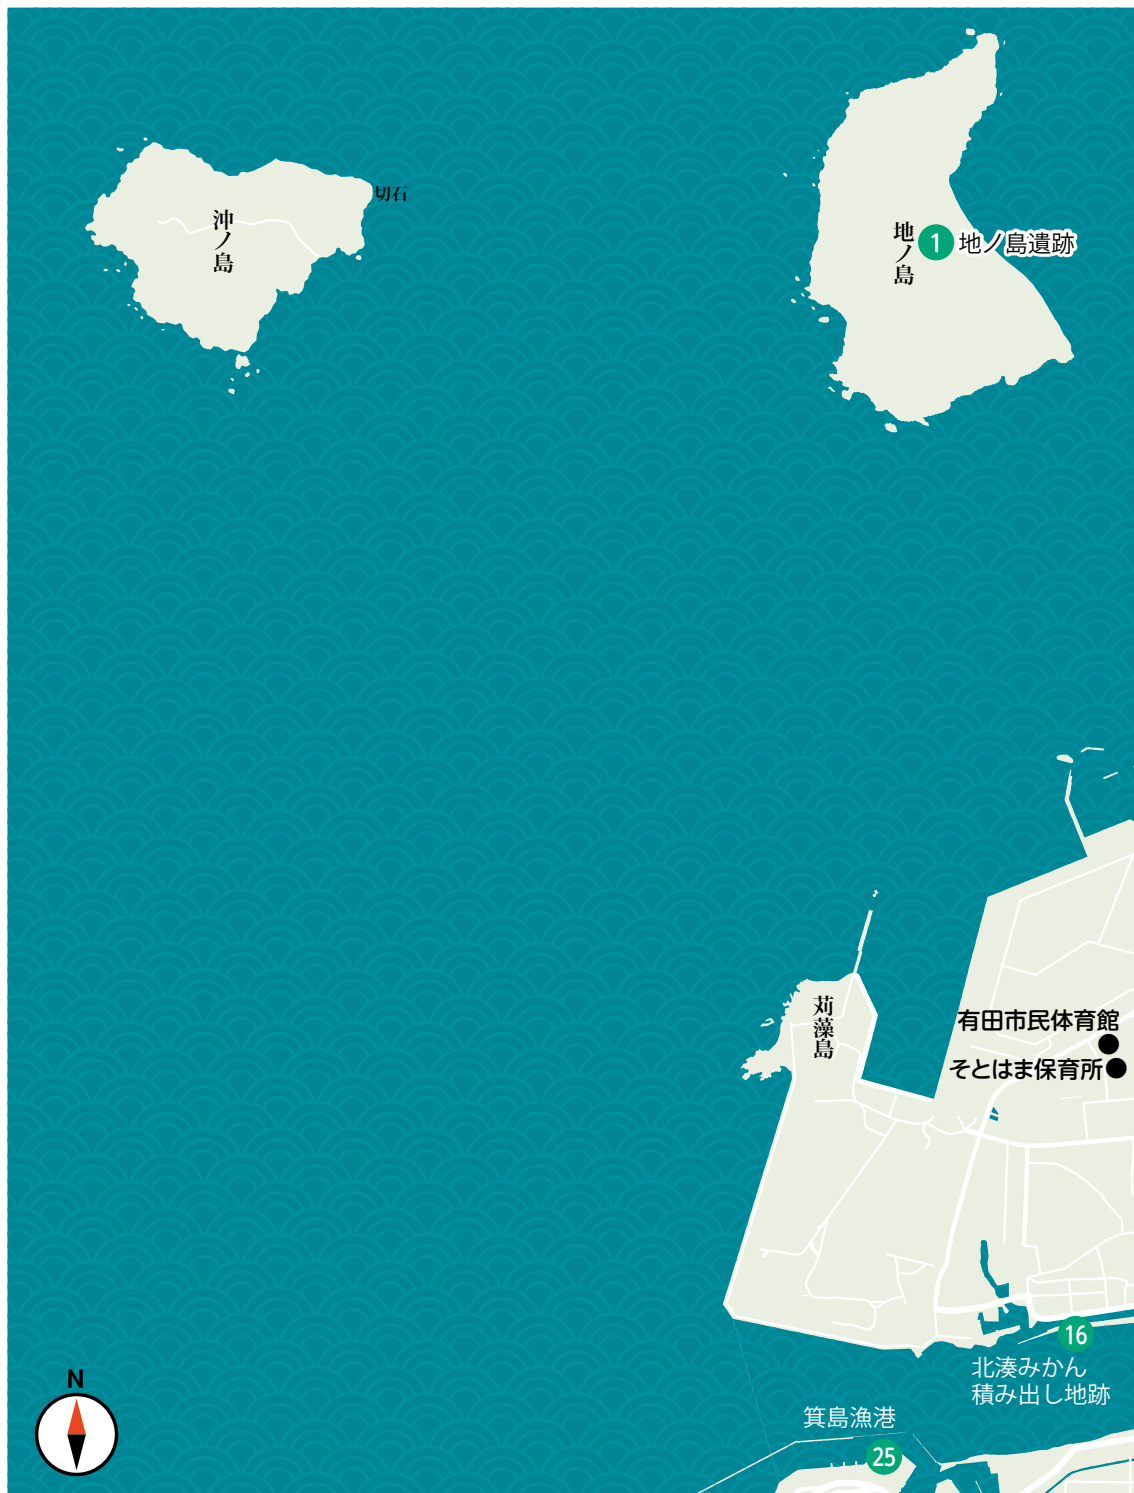 切石
沖ノ島
地ノ島
1 地ノ島遺跡
苅藻島
有田市民体育館
そとはま保育所
16
北湊みかん
積み出し地跡
N
箕島漁港
25